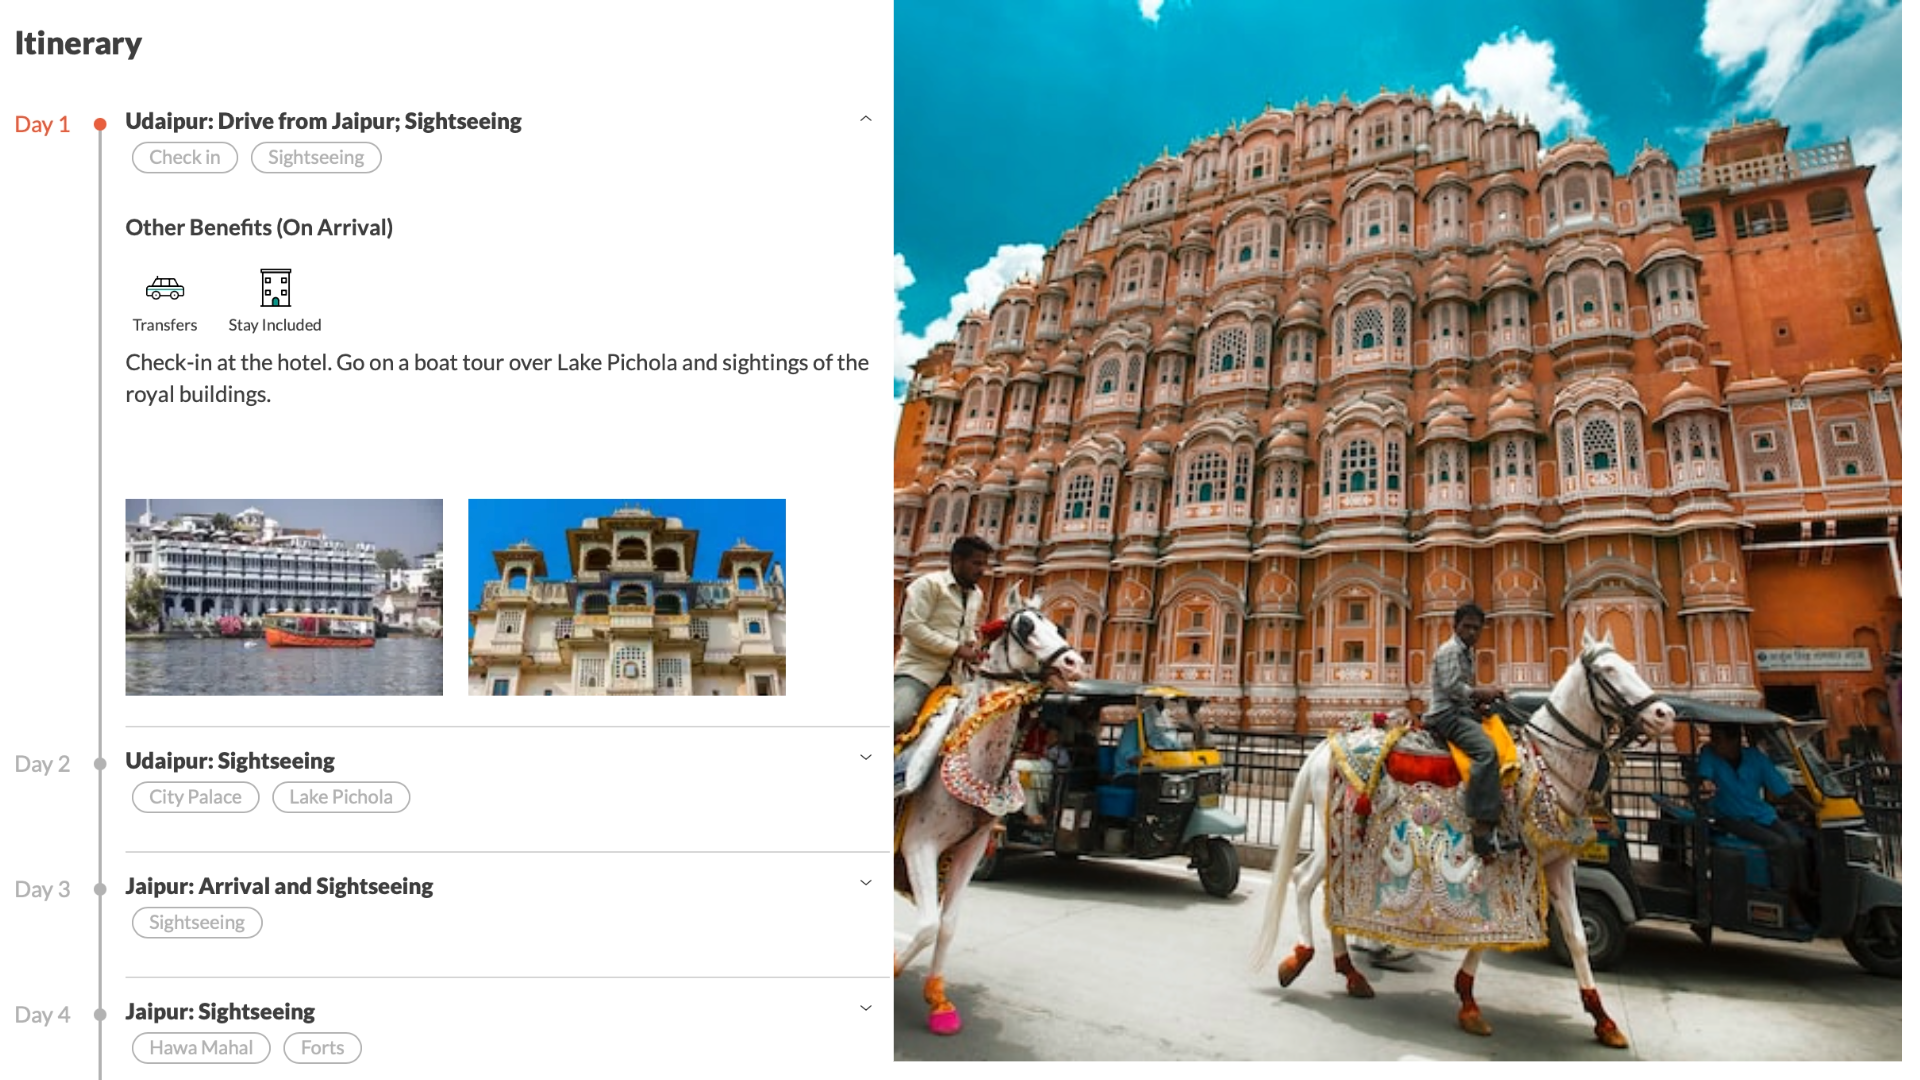 Itinerary
Day 1
Udaipur: Drive from Jaipur; Sightseeing
Check in
Sightseeing
Other Benefits (On Arrival)
Transfers
Stay Included
Check-in at the hotel. Go on a boat tour over Lake Pichola and sightings of the
royal buildings.
Day 2
Udaipur: Sightseeing
City Palace
Lake Pichola
Day 3
Jaipur: Arrival and Sightseeing
Sightseeing
Day 4
Jaipur: Sightseeing
Hawa Mahal
Forts